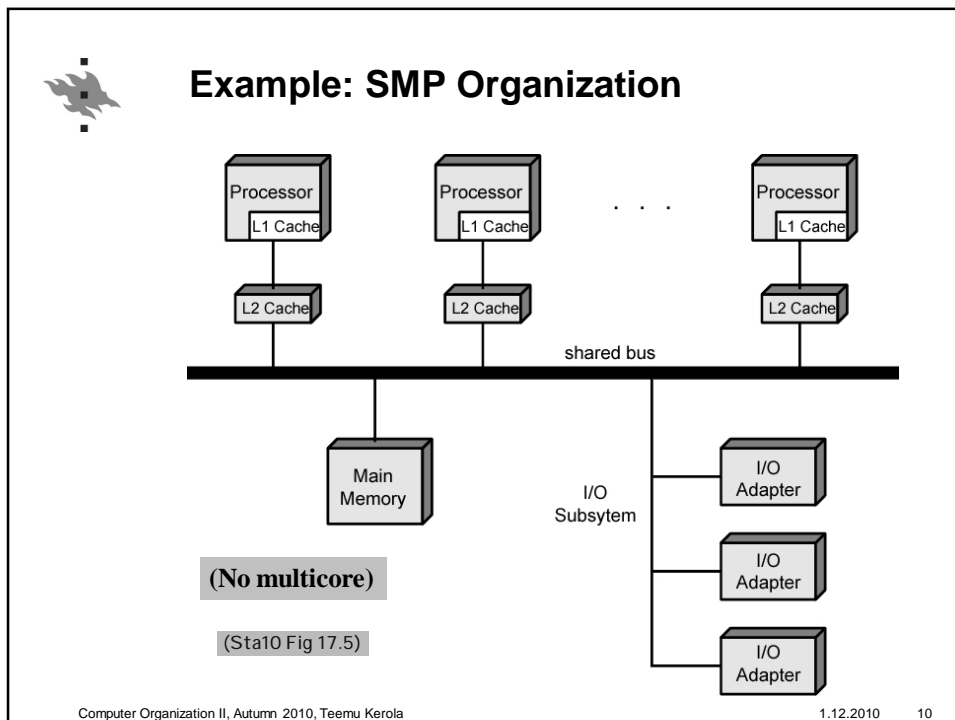 Example: SMP Organization
Processor
L1 Cache
Processor
L1 Cache
. . .
Processor
L1 Cache
L2 Cache
L2 Cache
L2 Cache
shared bus
Main
Memory
I/O
Subsytem
I/O
Adapter
I/O
Adapter
I/O
Adapter
(No multicore)
(Sta10 Fig 17.5)
Computer Organization II, Autumn 2010, Teemu Kerola
1.12.2010
10